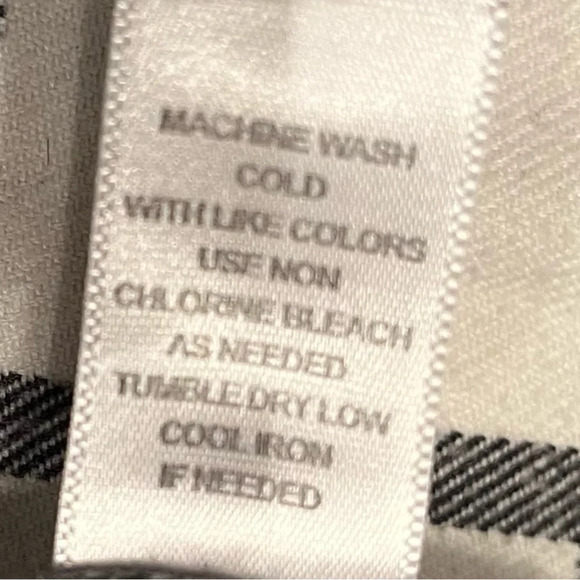 MACHINE WASH
COLD
WITH LIKE COLORS
USE NON
CHLORINE BLEACH
AS NEEDED
TUMBLE DRY LOW
COOL IRON
IF NEEDED